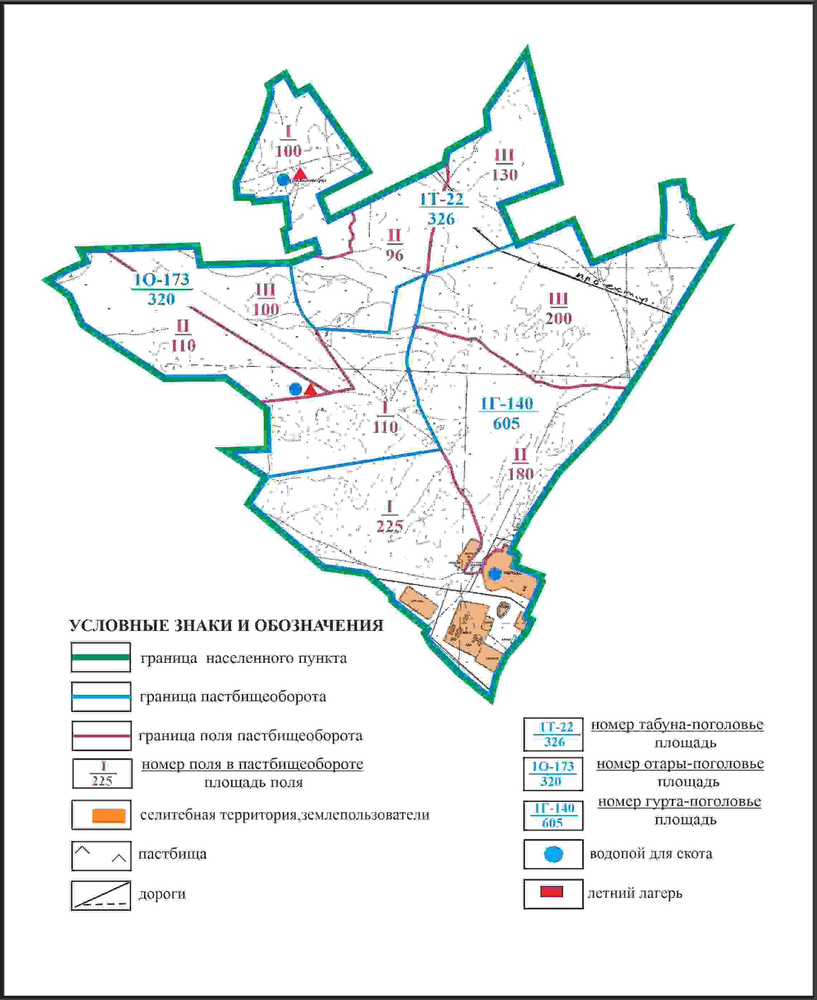 I
100
III
130
1Т-22
326
II
96
1О-173
320
III
100
II
110
проектир.
III
200
I
110
1Г-140
605
II
180
I
225
УСЛОВНЫЕ ЗНАКИ И ОБОЗНАЧЕНИЯ
граница населенного пункта
граница пастбищеоборота
граница поля пастбищеоборота
I
225
номер поля в пастбищеобороте
площадь поля
селитебная территория,землепользователи
пастбища
дороги
1Т-22
326
номер табуна-поголовье
площадь
1О-173
320
номер отары-поголовье
площадь
1Г-140
605
номер гурта-поголовье
площадь
водопой для скота
летний лагерь